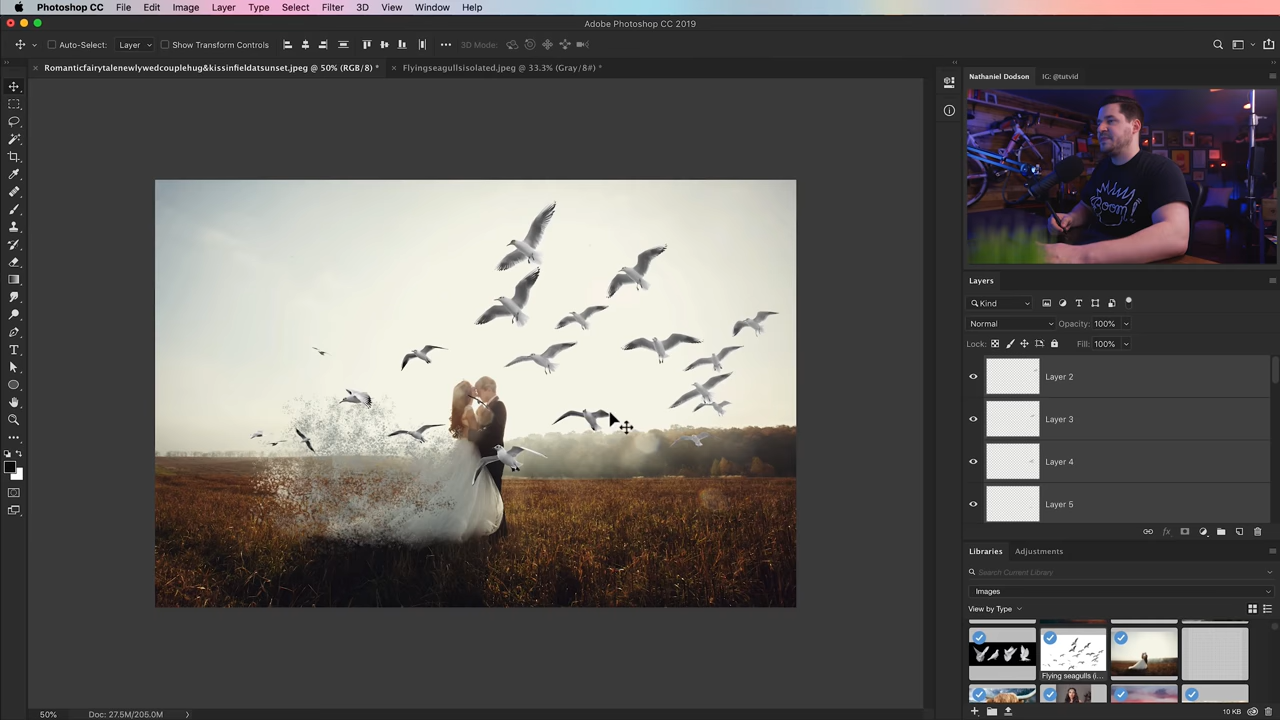 Photoshop CC File Edit Image Layer Type Select Filter 3D View Window Help
Adobe Photoshop CC 2019
Auto-Select: Layer Show Transform Controls 3D Mode:
Romanticfairytalenewlywedcouplehug&kissinfieldatsunset.jpeg @ 50% (RGB/8) * Flyingseagullsisolated.jpeg @ 33.3% (Gray/8#) *
Nathaniel Dodson IG: @tutvid
Layers
Kind
Normal Opacity: 100%
Lock: Fill: 100%
Layer 2
Layer 3
Layer 4
Layer 5
Libraries Adjustments
Search Current Library
Images
View by Type
Flying seagulls (i...
50% Doc: 27.5M/205.0M
10 KB